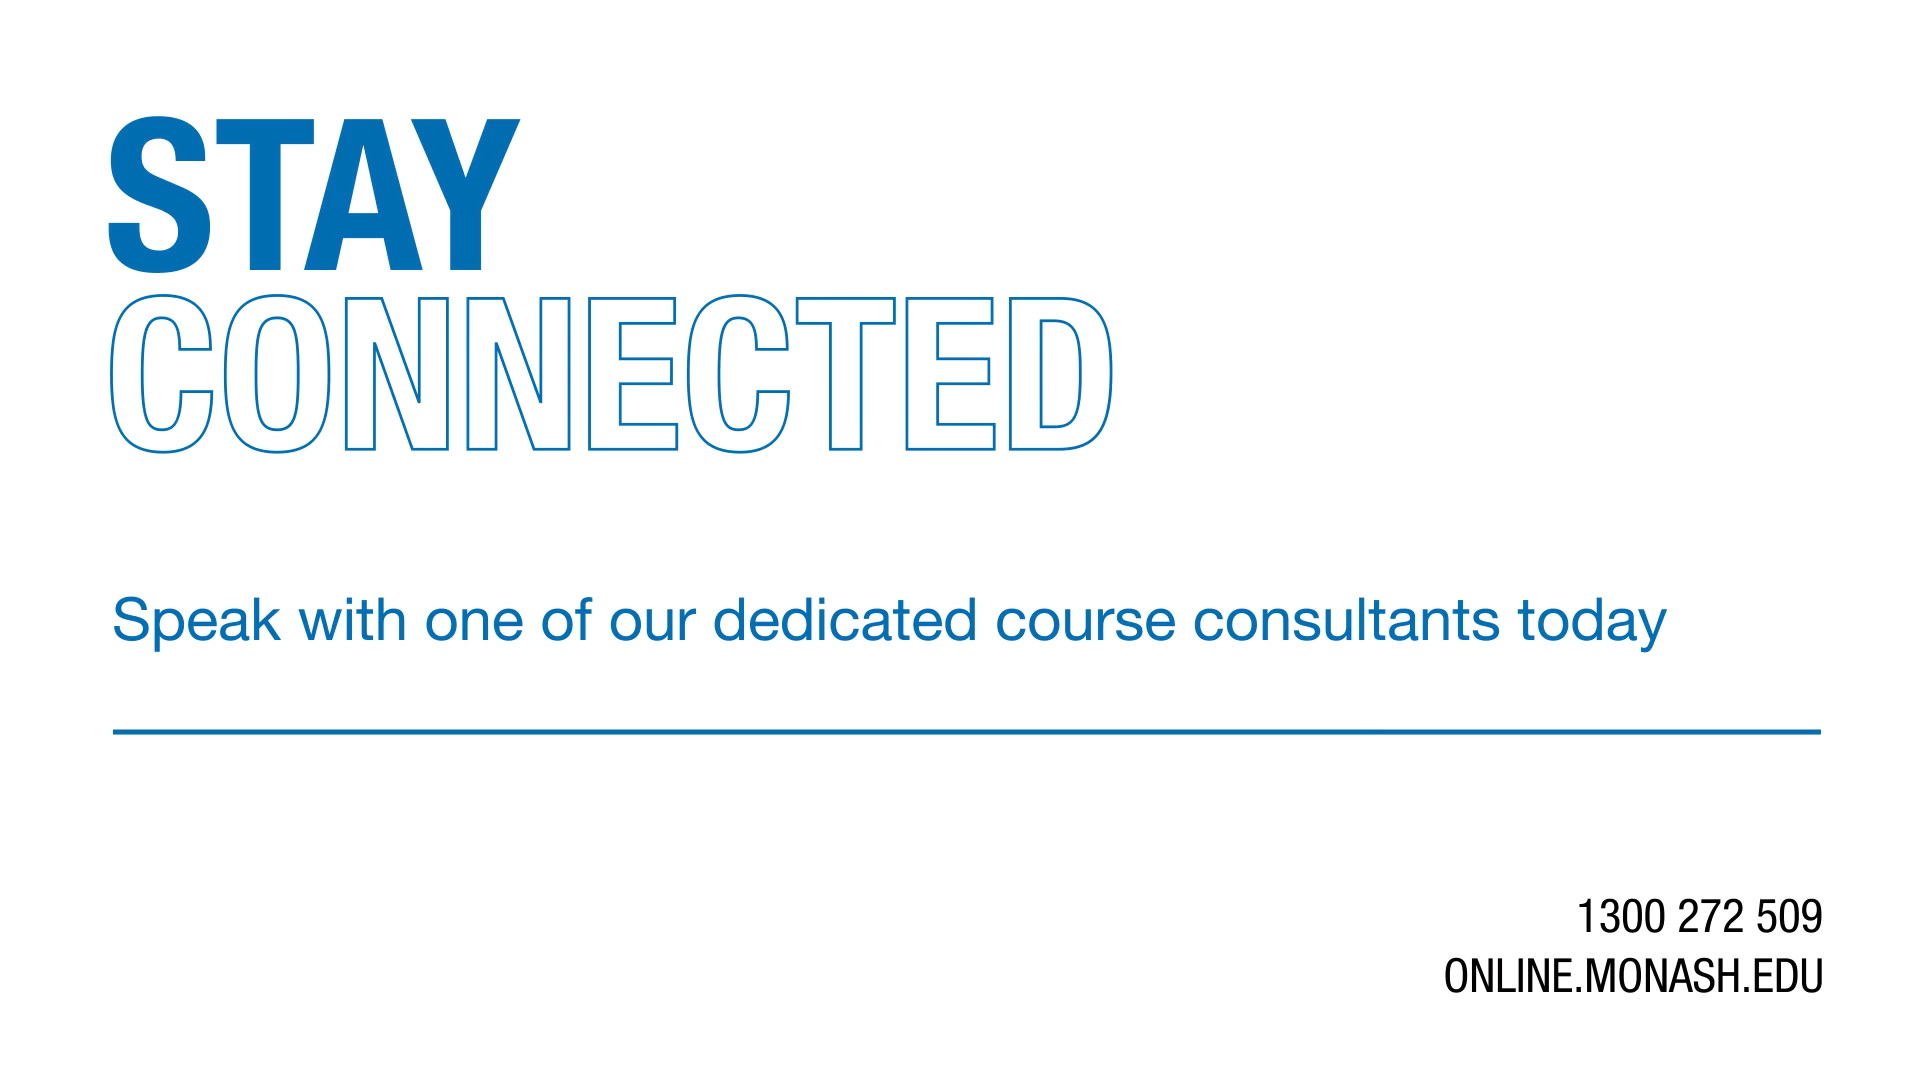 STAY
CONNECTED
Speak with one of our dedicated course consultants today
1300 272 509
ONLINE.MONASH.EDU